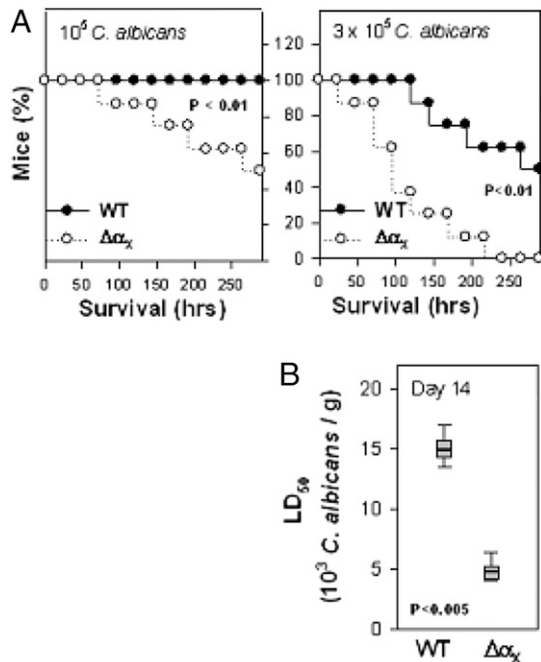 A
10⁵ C. albicans
3 x 10⁵ C. albicans
Mice (%)
120
100
80
60
40
20
0
P < 0.01
P<0.01
WT
Δαx
WT
Δαx
0 50 100 150 200 250
0 50 100 150 200 250
Survival (hrs)
Survival (hrs)
B
Day 14
LD₅₀
(10³ C. albicans / g)
20
15
10
5
0
P<0.005
WT Δαx